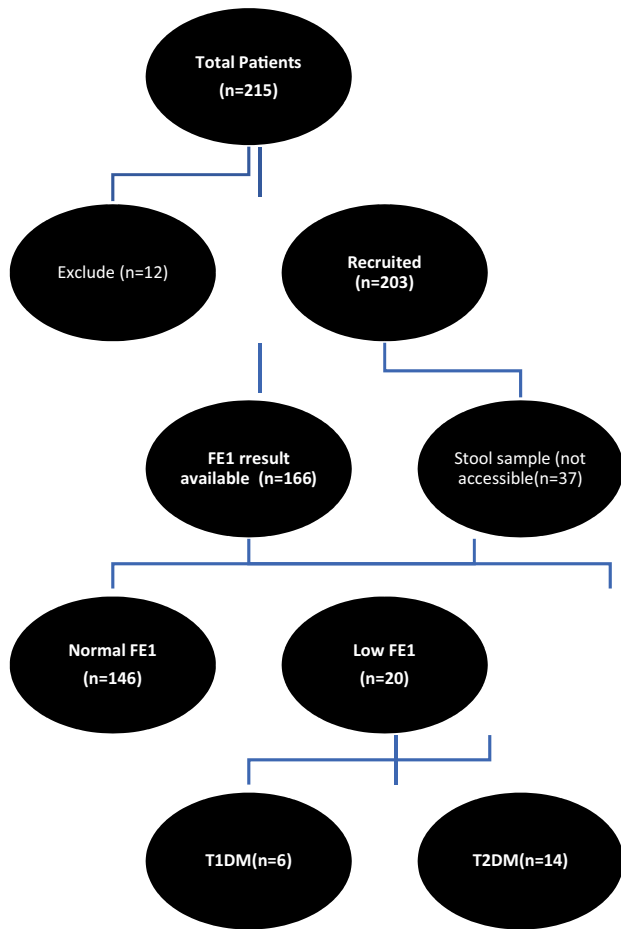 Total Patients
(n=215)
Exclude (n=12)
Recruited
(n=203)
FE1 rresult
available (n=166)
Stool sample (not
accessible(n=37)
Normal FE1
(n=146)
Low FE1
(n=20)
T1DM(n=6)
T2DM(n=14)